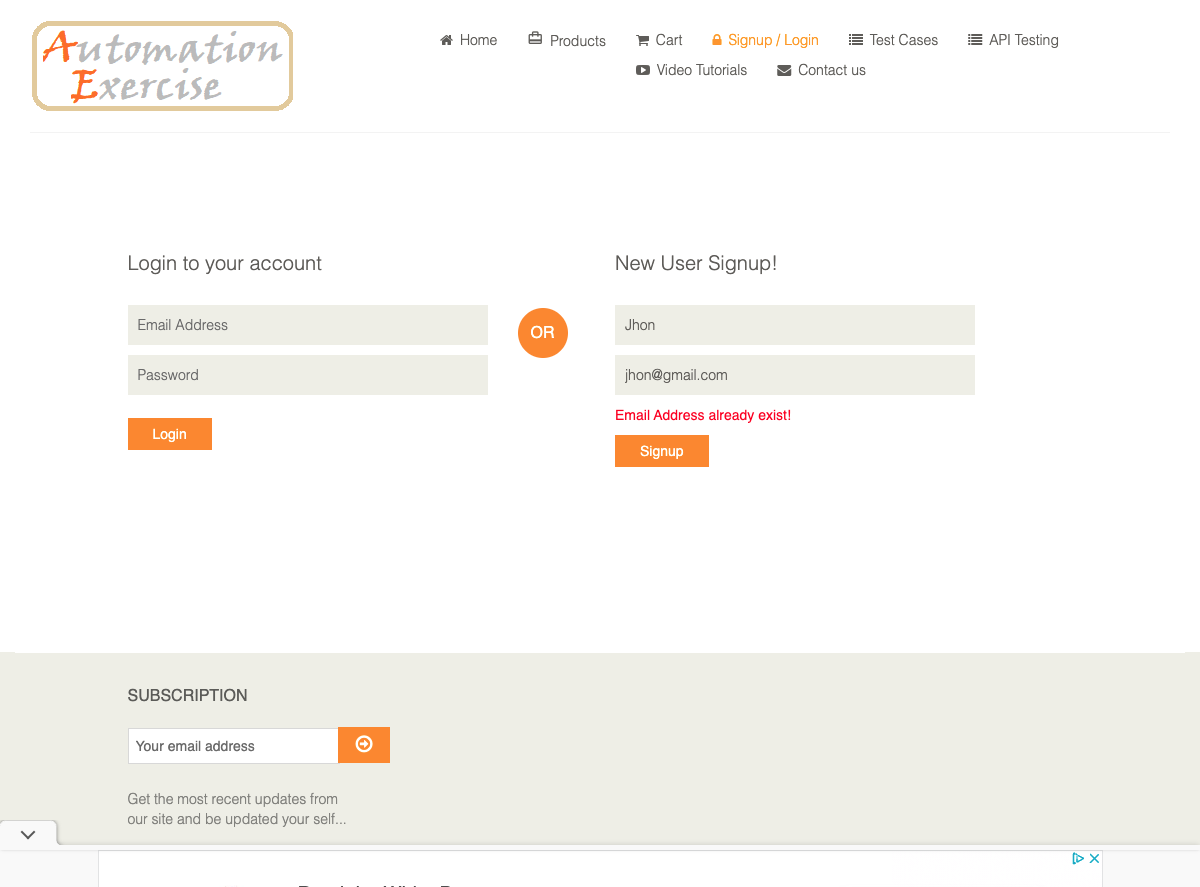 Automation
Exercise
Home
Products
Cart
Signup / Login
Test Cases
API Testing
Video Tutorials
Contact us
Login to your account
Email Address
Password
Login
OR
New User Signup!
Jhon
jhon@gmail.com
Email Address already exist!
Signup
SUBSCRIPTION
Your email address
Get the most recent updates from
our site and be updated your self...